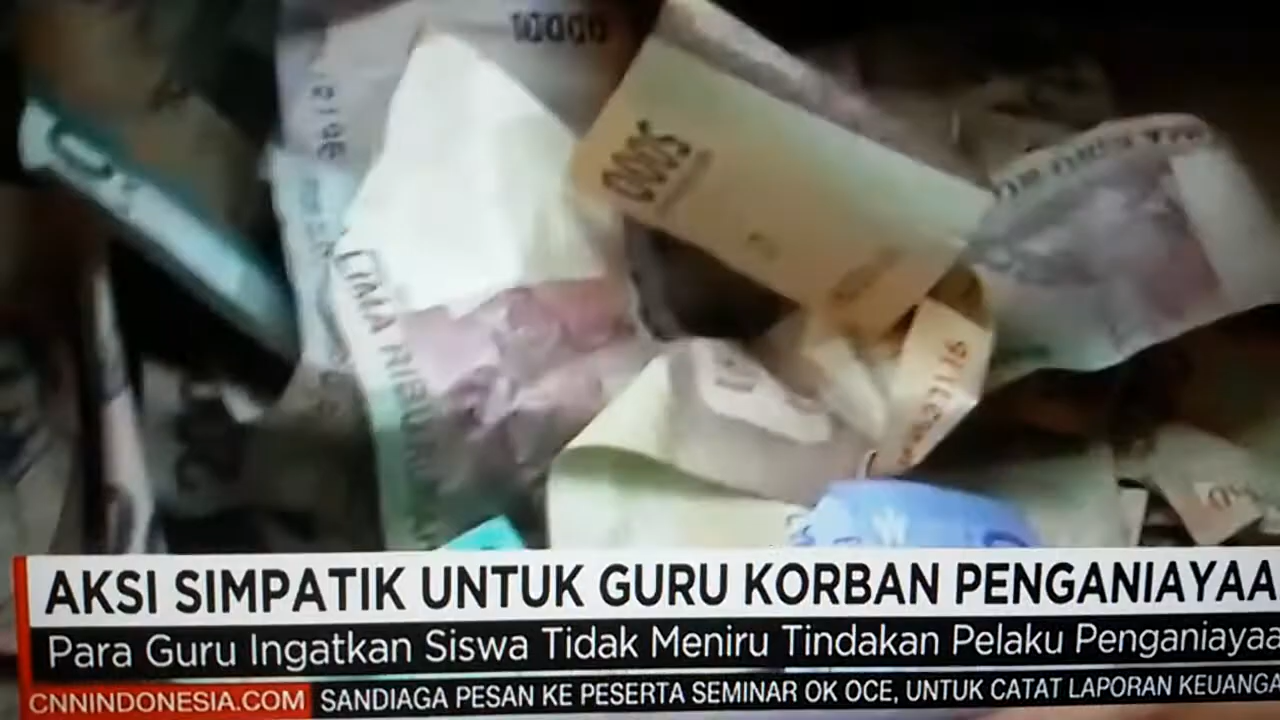 10000
5000
LIMA RIBU
AKSI SIMPATIK UNTUK GURU KORBAN PENGANIAYAA
Para Guru Ingatkan Siswa Tidak Meniru Tindakan Pelaku Penganiayaa
CNNINDONESIA.COM SANDIAGA PESAN KE PESERTA SEMINAR OK OCE, UNTUK CATAT LAPORAN KEUANGA